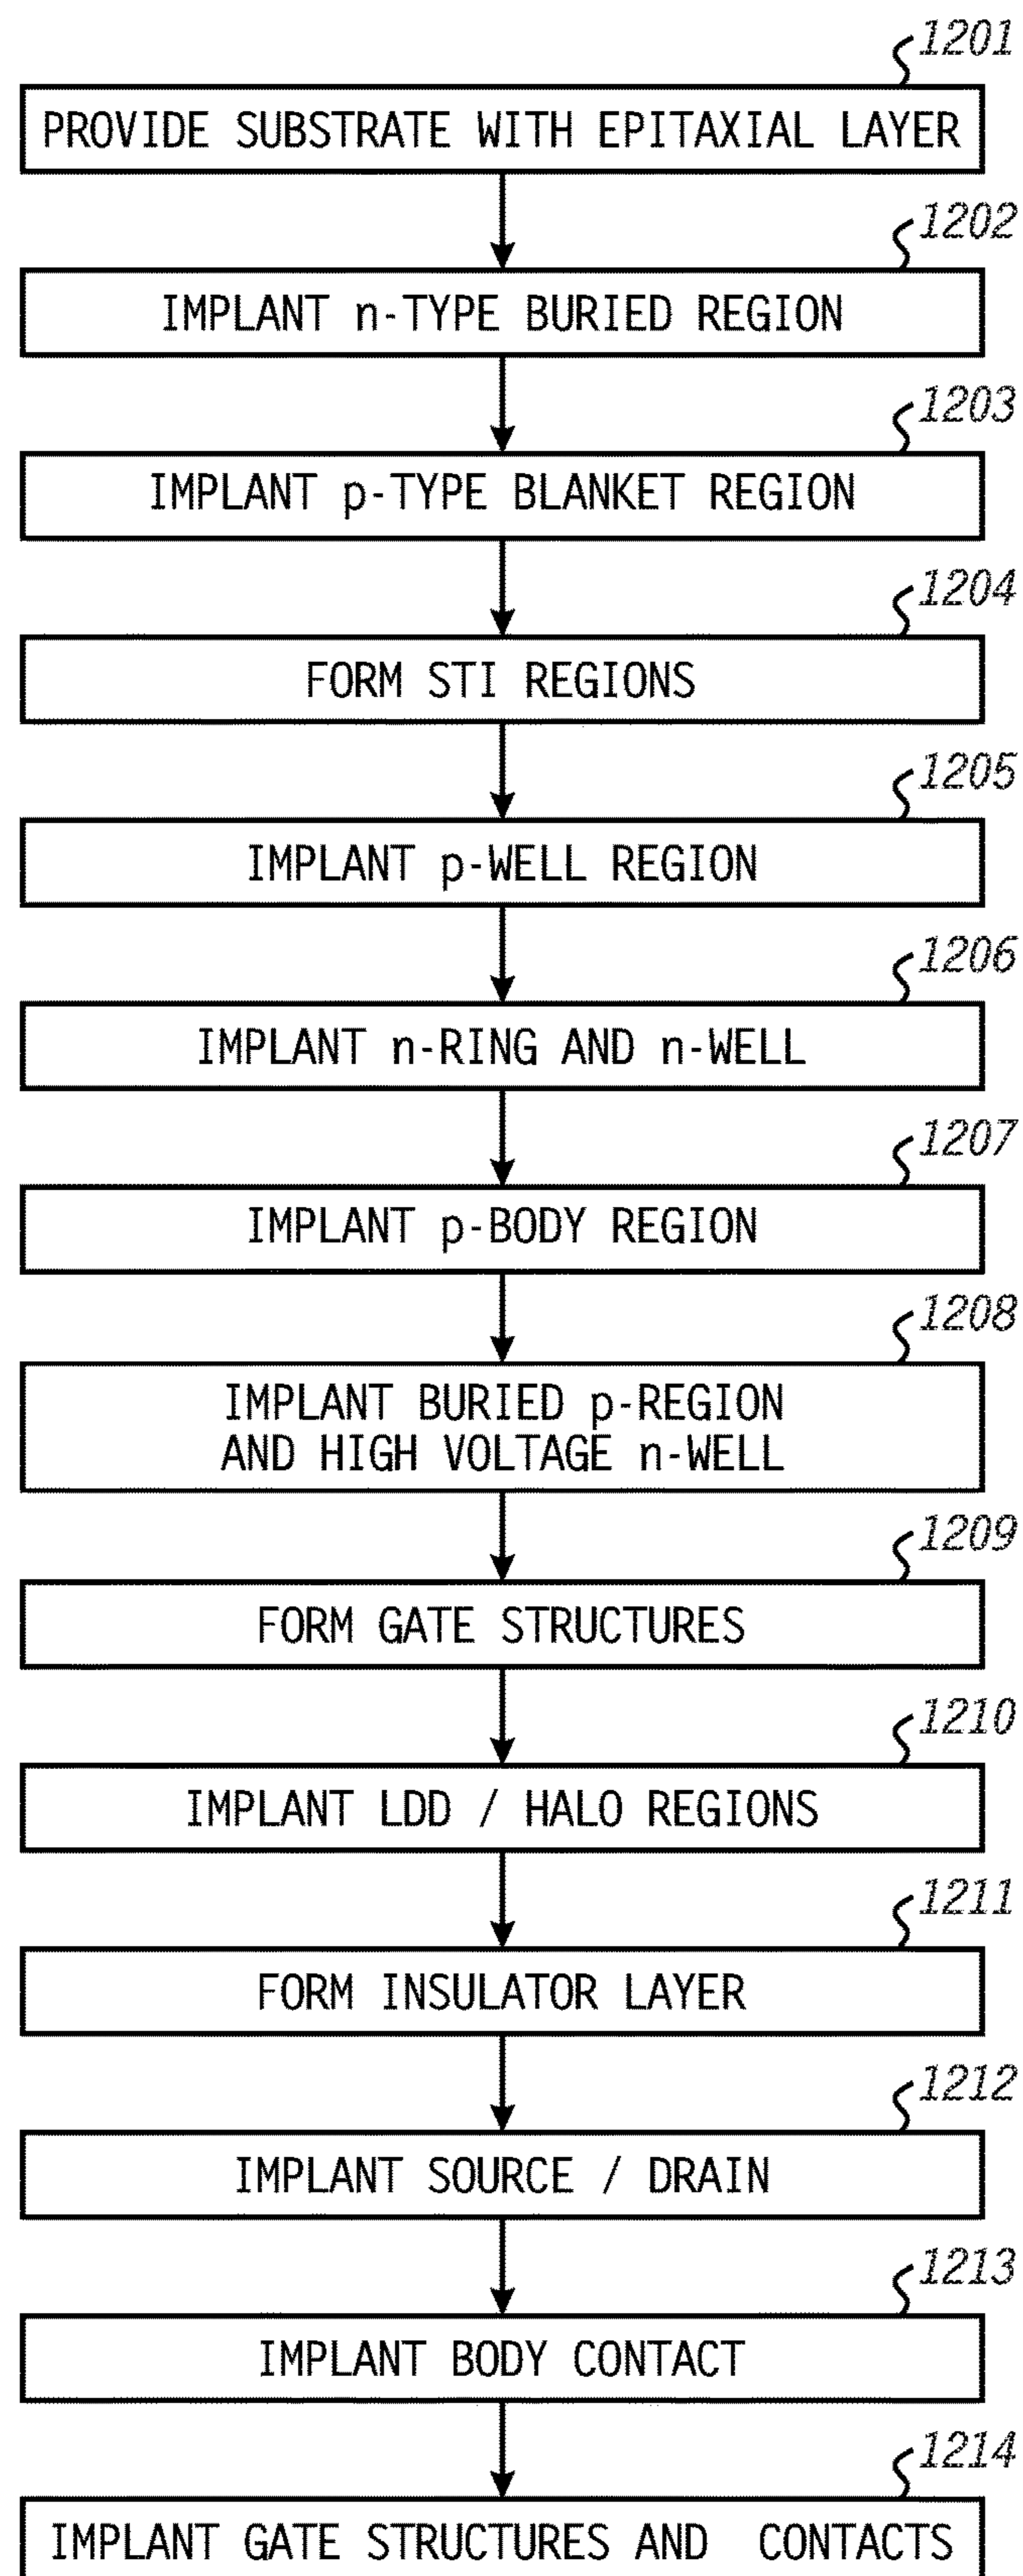 1201
PROVIDE SUBSTRATE WITH EPITAXIAL LAYER
1202
IMPLANT n-TYPE BURIED REGION
1203
IMPLANT p-TYPE BLANKET REGION
1204
FORM STI REGIONS
1205
IMPLANT p-WELL REGION
1206
IMPLANT n-RING AND n-WELL
1207
IMPLANT p-BODY REGION
1208
IMPLANT BURIED p-REGION
AND HIGH VOLTAGE n-WELL
1209
FORM GATE STRUCTURES
1210
IMPLANT LDD / HALO REGIONS
1211
FORM INSULATOR LAYER
1212
IMPLANT SOURCE / DRAIN
1213
IMPLANT BODY CONTACT
1214
IMPLANT GATE STRUCTURES AND CONTACTS